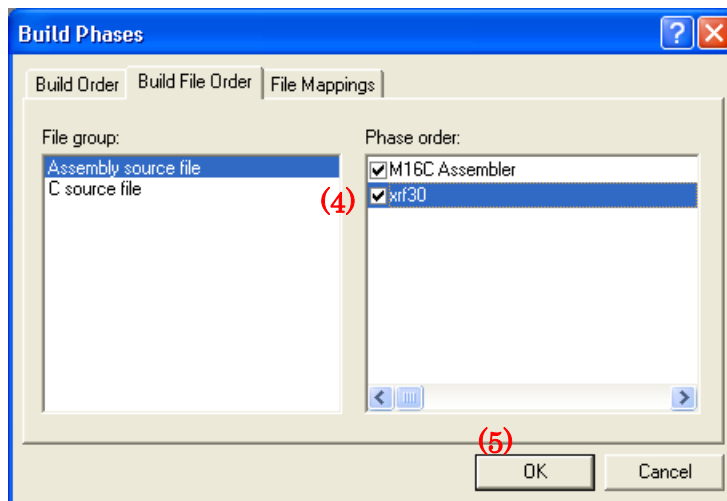 Build Phases
Build Order
Build File Order
File Mappings
File group:
Assembly source file
C source file
Phase order:
M16C Assembler
(4)
xrf30
(5)
OK
Cancel